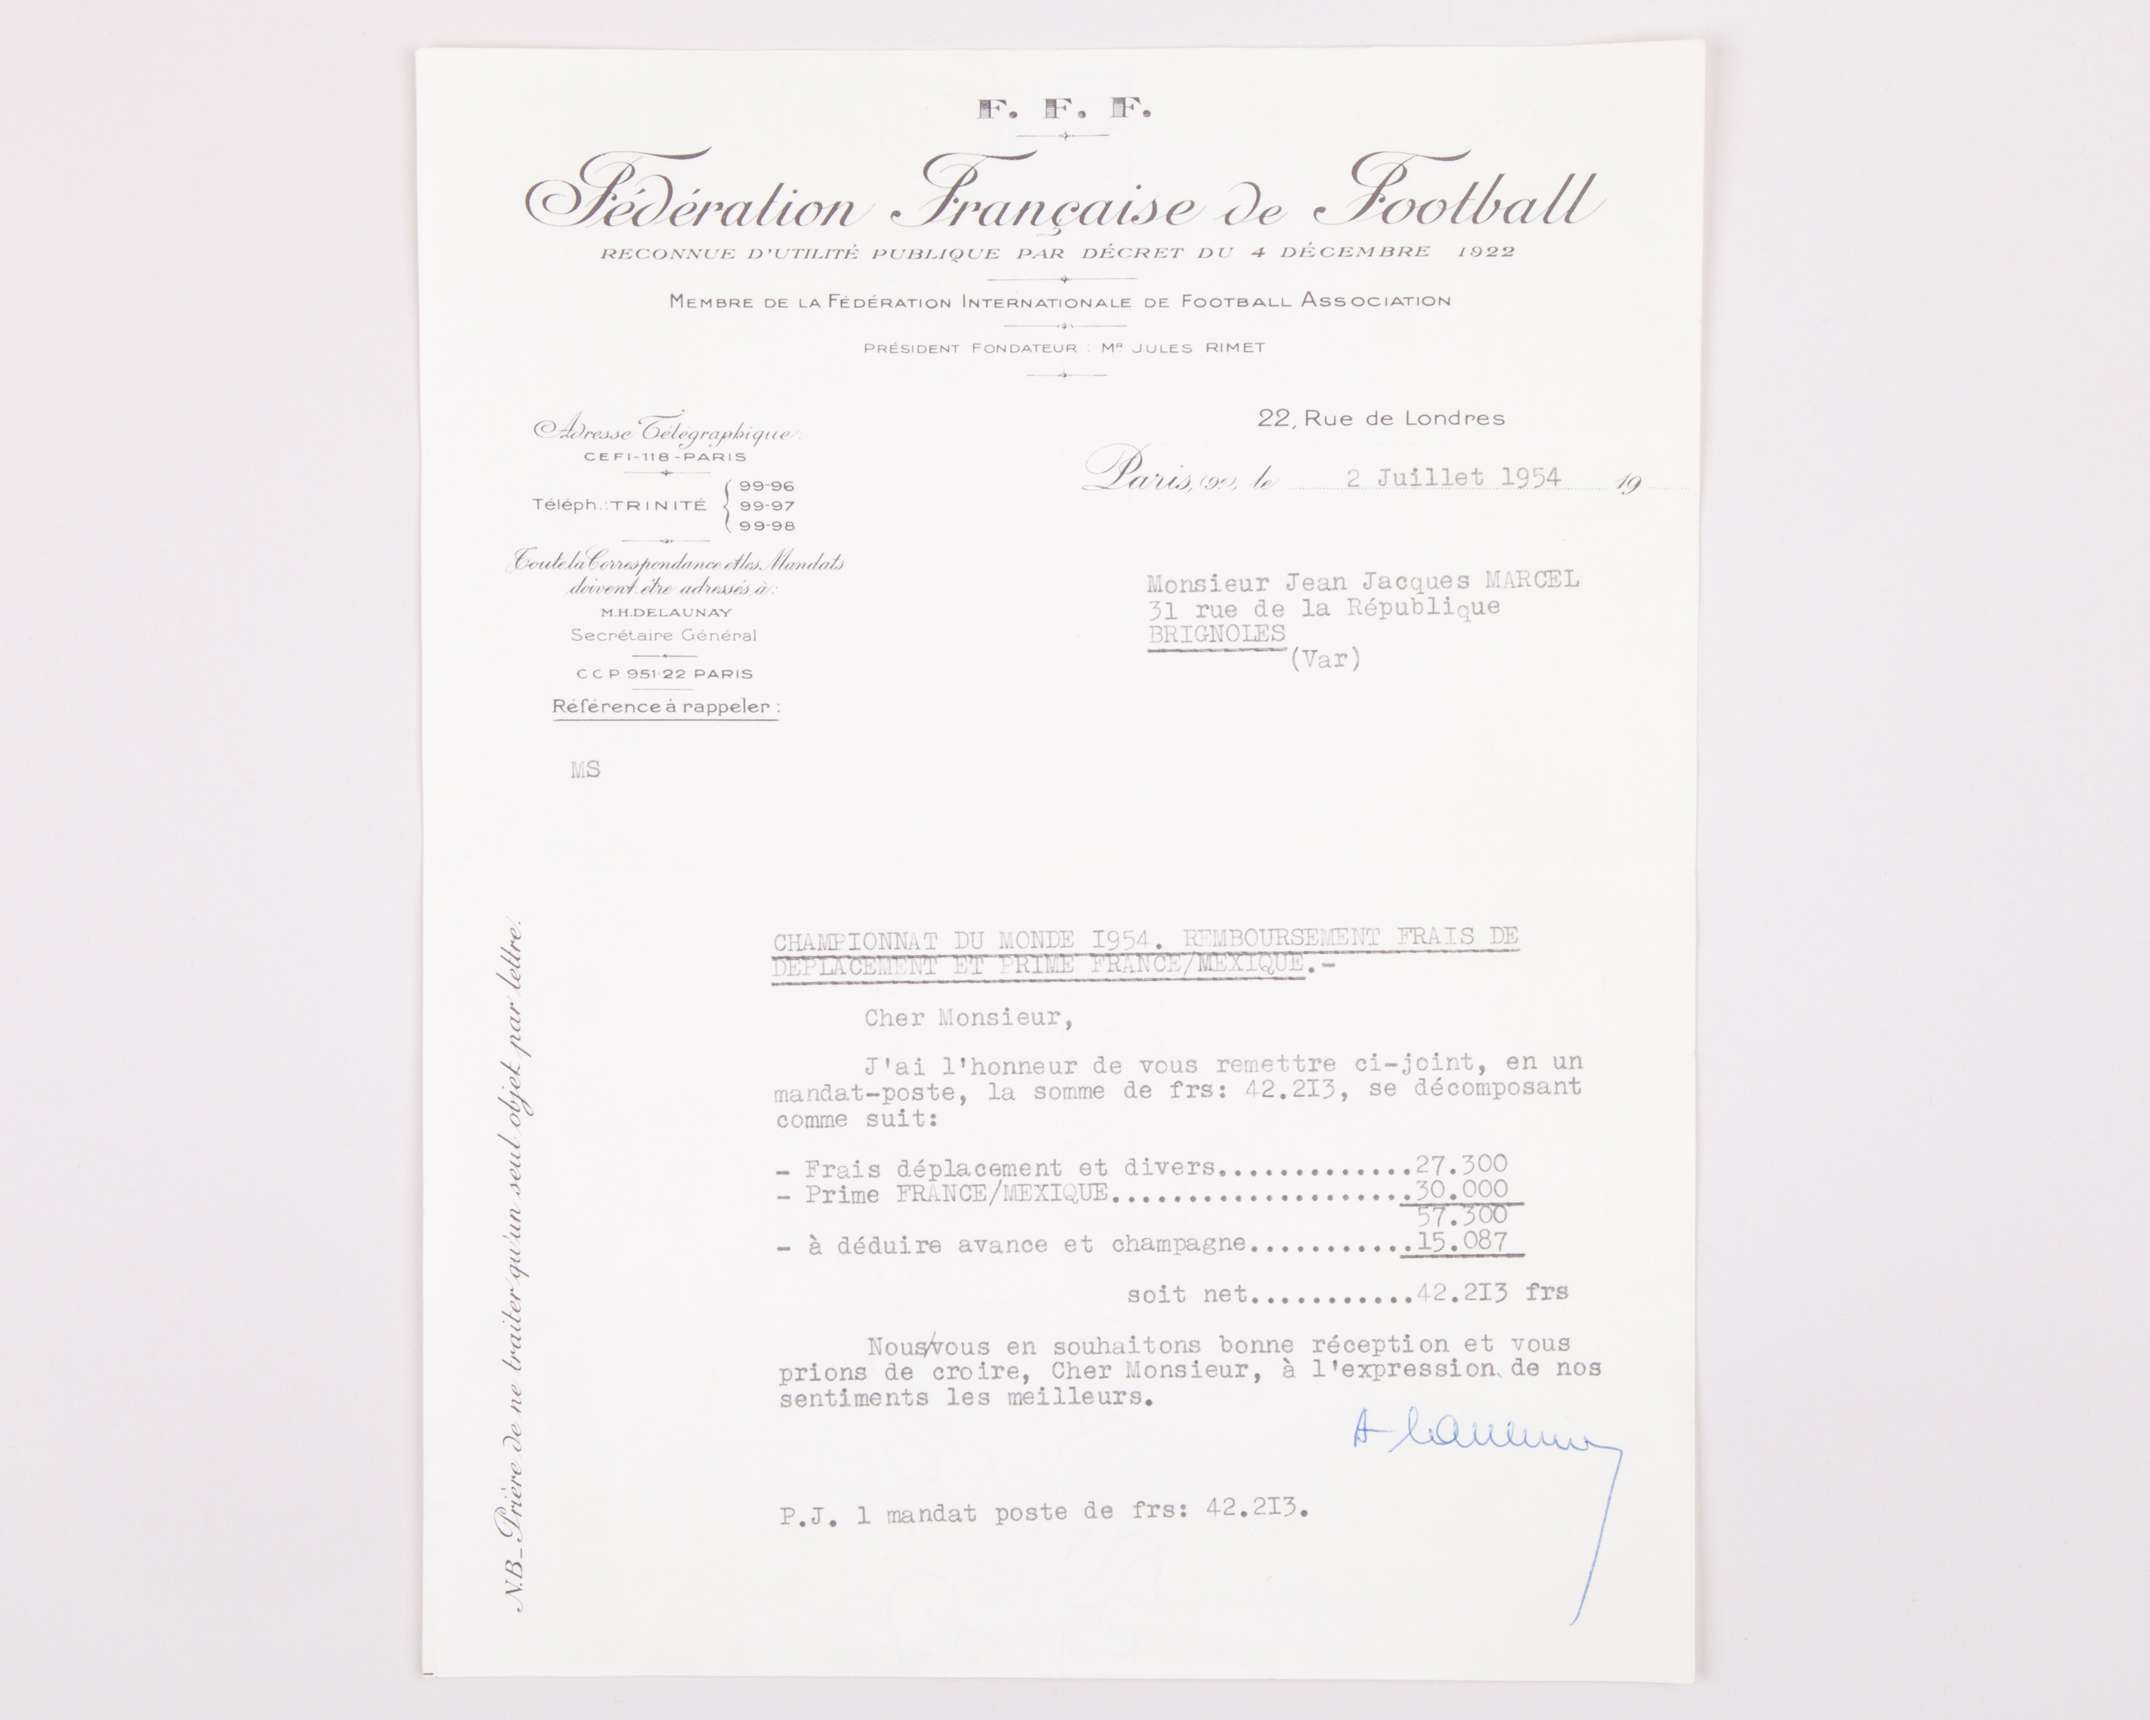 F. F. F.
Fédération Française de Football
RECONNUE D'UTILITÉ PUBLIQUE PAR DÉCRET DU 4 DÉCEMBRE 1922
MEMBRE DE LA FÉDÉRATION INTERNATIONALE DE FOOTBALL ASSOCIATION
PRÉSIDENT FONDATEUR : MR JULES RIMET
22, Rue de Londres
Paris, (9e), le 2 Juillet 1954 19
Adresse Télégraphique:
CEFI-118-PARIS
Téléph.: TRINITÉ
99-96
99-97
99-98
Toute la Correspondance et les Mandats
doivent être adressés à:
M.H.DELAUNAY
Secrétaire Général
C C P 951·22 PARIS
Référence à rappeler :
MS
Monsieur Jean Jacques MARCEL
31 rue de la République
BRIGNOLES
(Var)
CHAMPIONNAT DU MONDE I954. REMBOURSEMENT FRAIS DE
DEPLACEMENT ET PRIME FRANCE/MEXIQUE.-
Cher Monsieur,
J'ai l'honneur de vous remettre ci-joint, en un
mandat-poste, la somme de frs: 42.2I3, se décomposant
comme suit:
- Frais déplacement et divers.............27.300
- Prime FRANCE/MEXIQUE....................30.000
57.300
- à déduire avance et champagne...........15.087
soit net...........42.2I3 frs
Nous/vous en souhaitons bonne réception et vous
prions de croire, Cher Monsieur, à l'expression de nos
sentiments les meilleurs.
P.J. 1 mandat poste de frs: 42.2I3.
N.B_Prière de ne traiter qu'un seul objet par lettre.